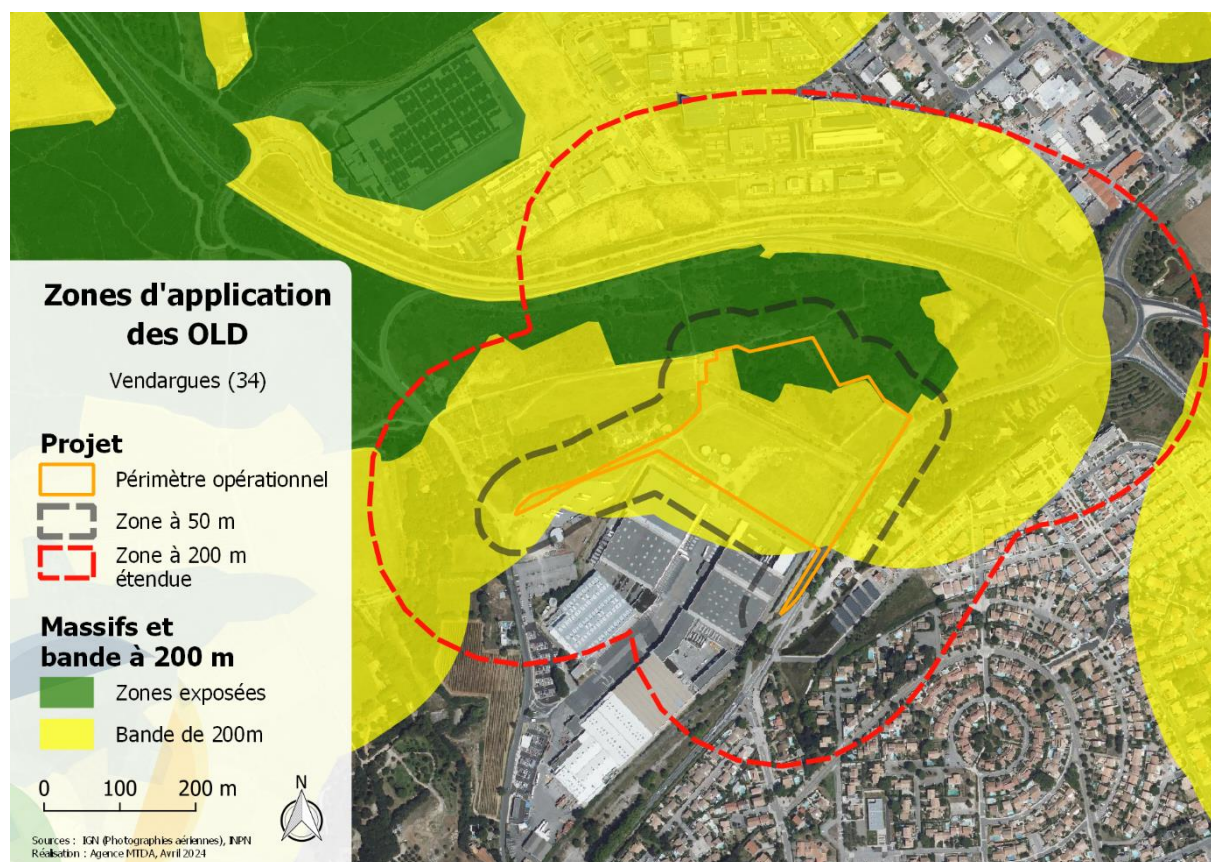 Zones d'application
des OLD
Vendargues (34)
Projet
Périmètre opérationnel
Zone à 50 m
Zone à 200 m
étendue
Massifs et
bande à 200 m
Zones exposées
Bande de 200m
0 100 200 m
N
Sources : IGN (Photographies aériennes), INPN
Réalisation : Agence MTDA, Avril 2024